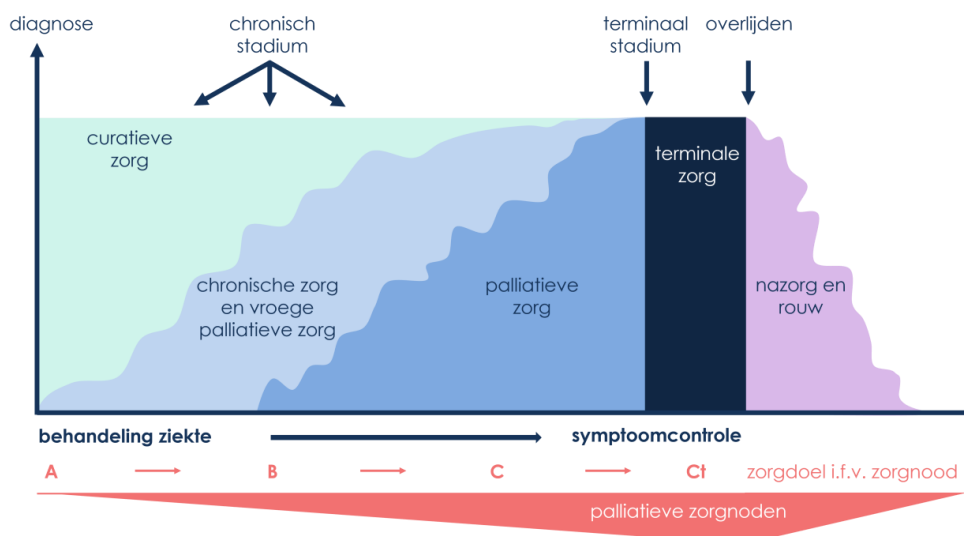 diagnose
chronisch
stadium
terminaal
stadium
overlijden
curatieve
zorg
terminale
zorg
chronische zorg
en vroege
palliatieve zorg
palliatieve
zorg
nazorg en
rouw
behandeling ziekte
symptoomcontrole
A
B
C
Ct
zorgdoel i.f.v. zorgnood
palliatieve zorgnoden